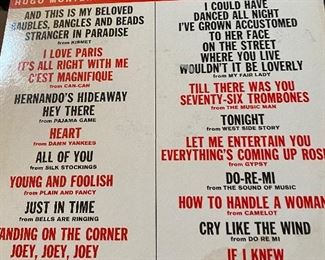 HUGO
AND THIS IS MY BELOVED
BAUBLES, BANGLES AND BEADS
STRANGER IN PARADISE
from KISMET
I LOVE PARIS
IT'S ALL RIGHT WITH ME
C'EST MAGNIFIQUE
from CAN-CAN
HERNANDO'S HIDEAWAY
HEY THERE
from PAJAMA GAME
HEART
from DAMN YANKEES
ALL OF YOU
from SILK STOCKINGS
YOUNG AND FOOLISH
from PLAIN AND FANCY
JUST IN TIME
from BELLS ARE RINGING
TANDING ON THE CORNER
JOEY, JOEY, JOEY
I COULD HAVE
DANCED ALL NIGHT
I'VE GROWN ACCUSTOMED
TO HER FACE
ON THE STREET
WHERE YOU LIVE
WOULDN'T IT BE LOVERLY
from MY FAIR LADY
TILL THERE WAS YOU
SEVENTY-SIX TROMBONES
from THE MUSIC MAN
TONIGHT
from WEST SIDE STORY
LET ME ENTERTAIN YOU
EVERYTHING'S COMING UP ROSE
from GYPSY
DO-RE-MI
from THE SOUND OF MUSIC
HOW TO HANDLE A WOMA
from CAMELOT
CRY LIKE THE WIND
from DO RE MI
IF I KNEW